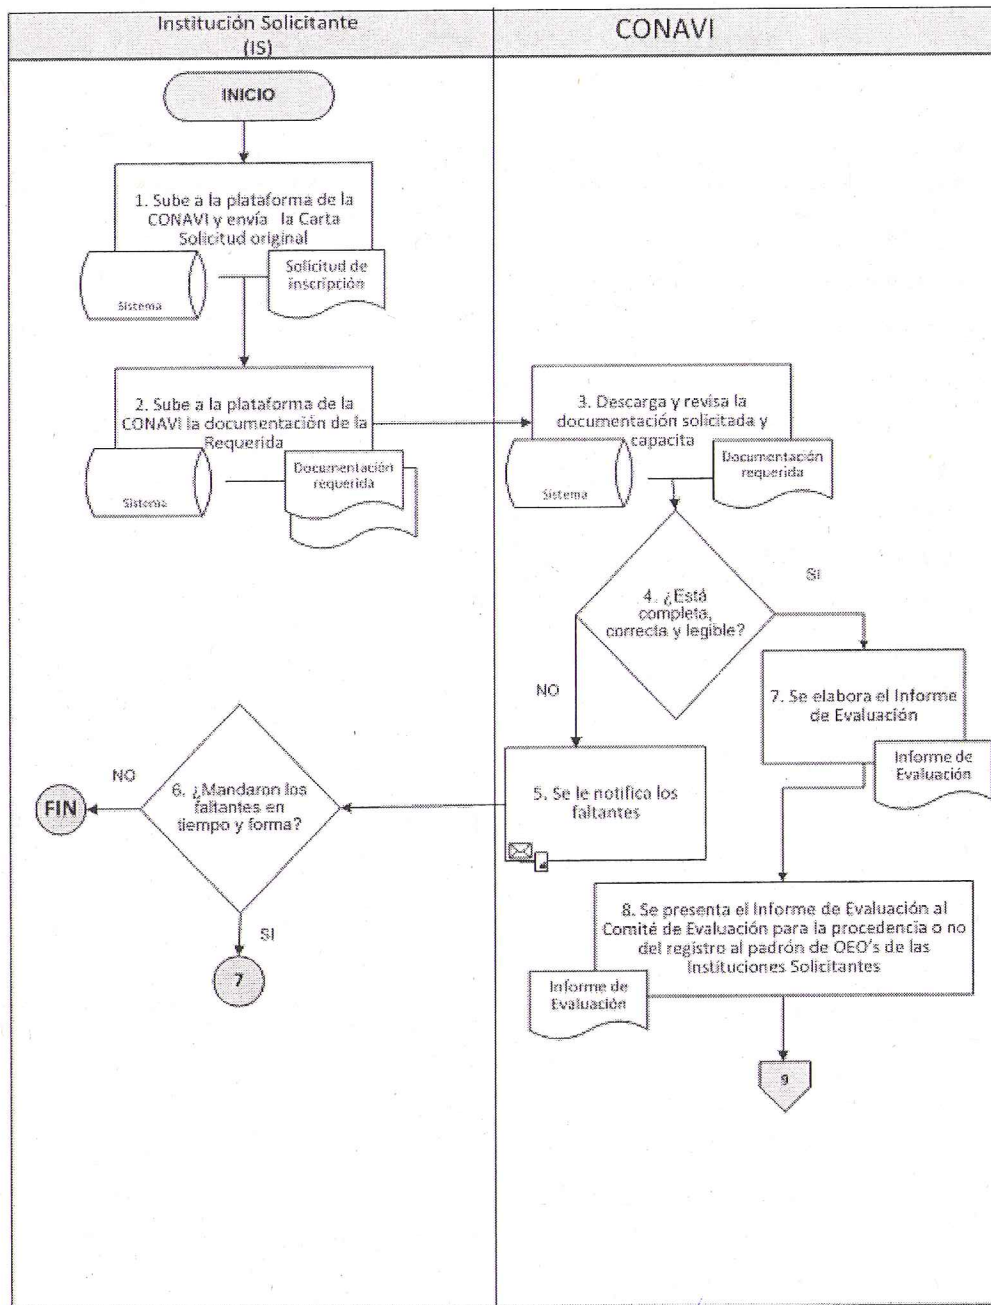 Institución Solicitante
(IS)
CONAVI
INICIO
1. Sube a la plataforma de la
CONAVI y envía la Carta
Solicitud original
Sistema
Solicitud de
inscripción
2. Sube a la plataforma de la
CONAVI la documentación de la
Requerida
Sistema
Documentación
requerida
3. Descarga y revisa la
documentación solicitada y
capacita
Sistema
Documentación
requerida
4. ¿Está
completa,
correcta y legible?
SI
NO
7. Se elabora el Informe
de Evaluación
Informe de
Evaluación
5. Se le notifica los
faltantes
6. ¿Mandaron los
faltantes en
tiempo y forma?
NO
FIN
SI
7
8. Se presenta el Informe de Evaluación al
Comité de Evaluación para la procedencia o no
del registro al padrón de OEO's de las
Instituciones Solicitantes
Informe de
Evaluación
9